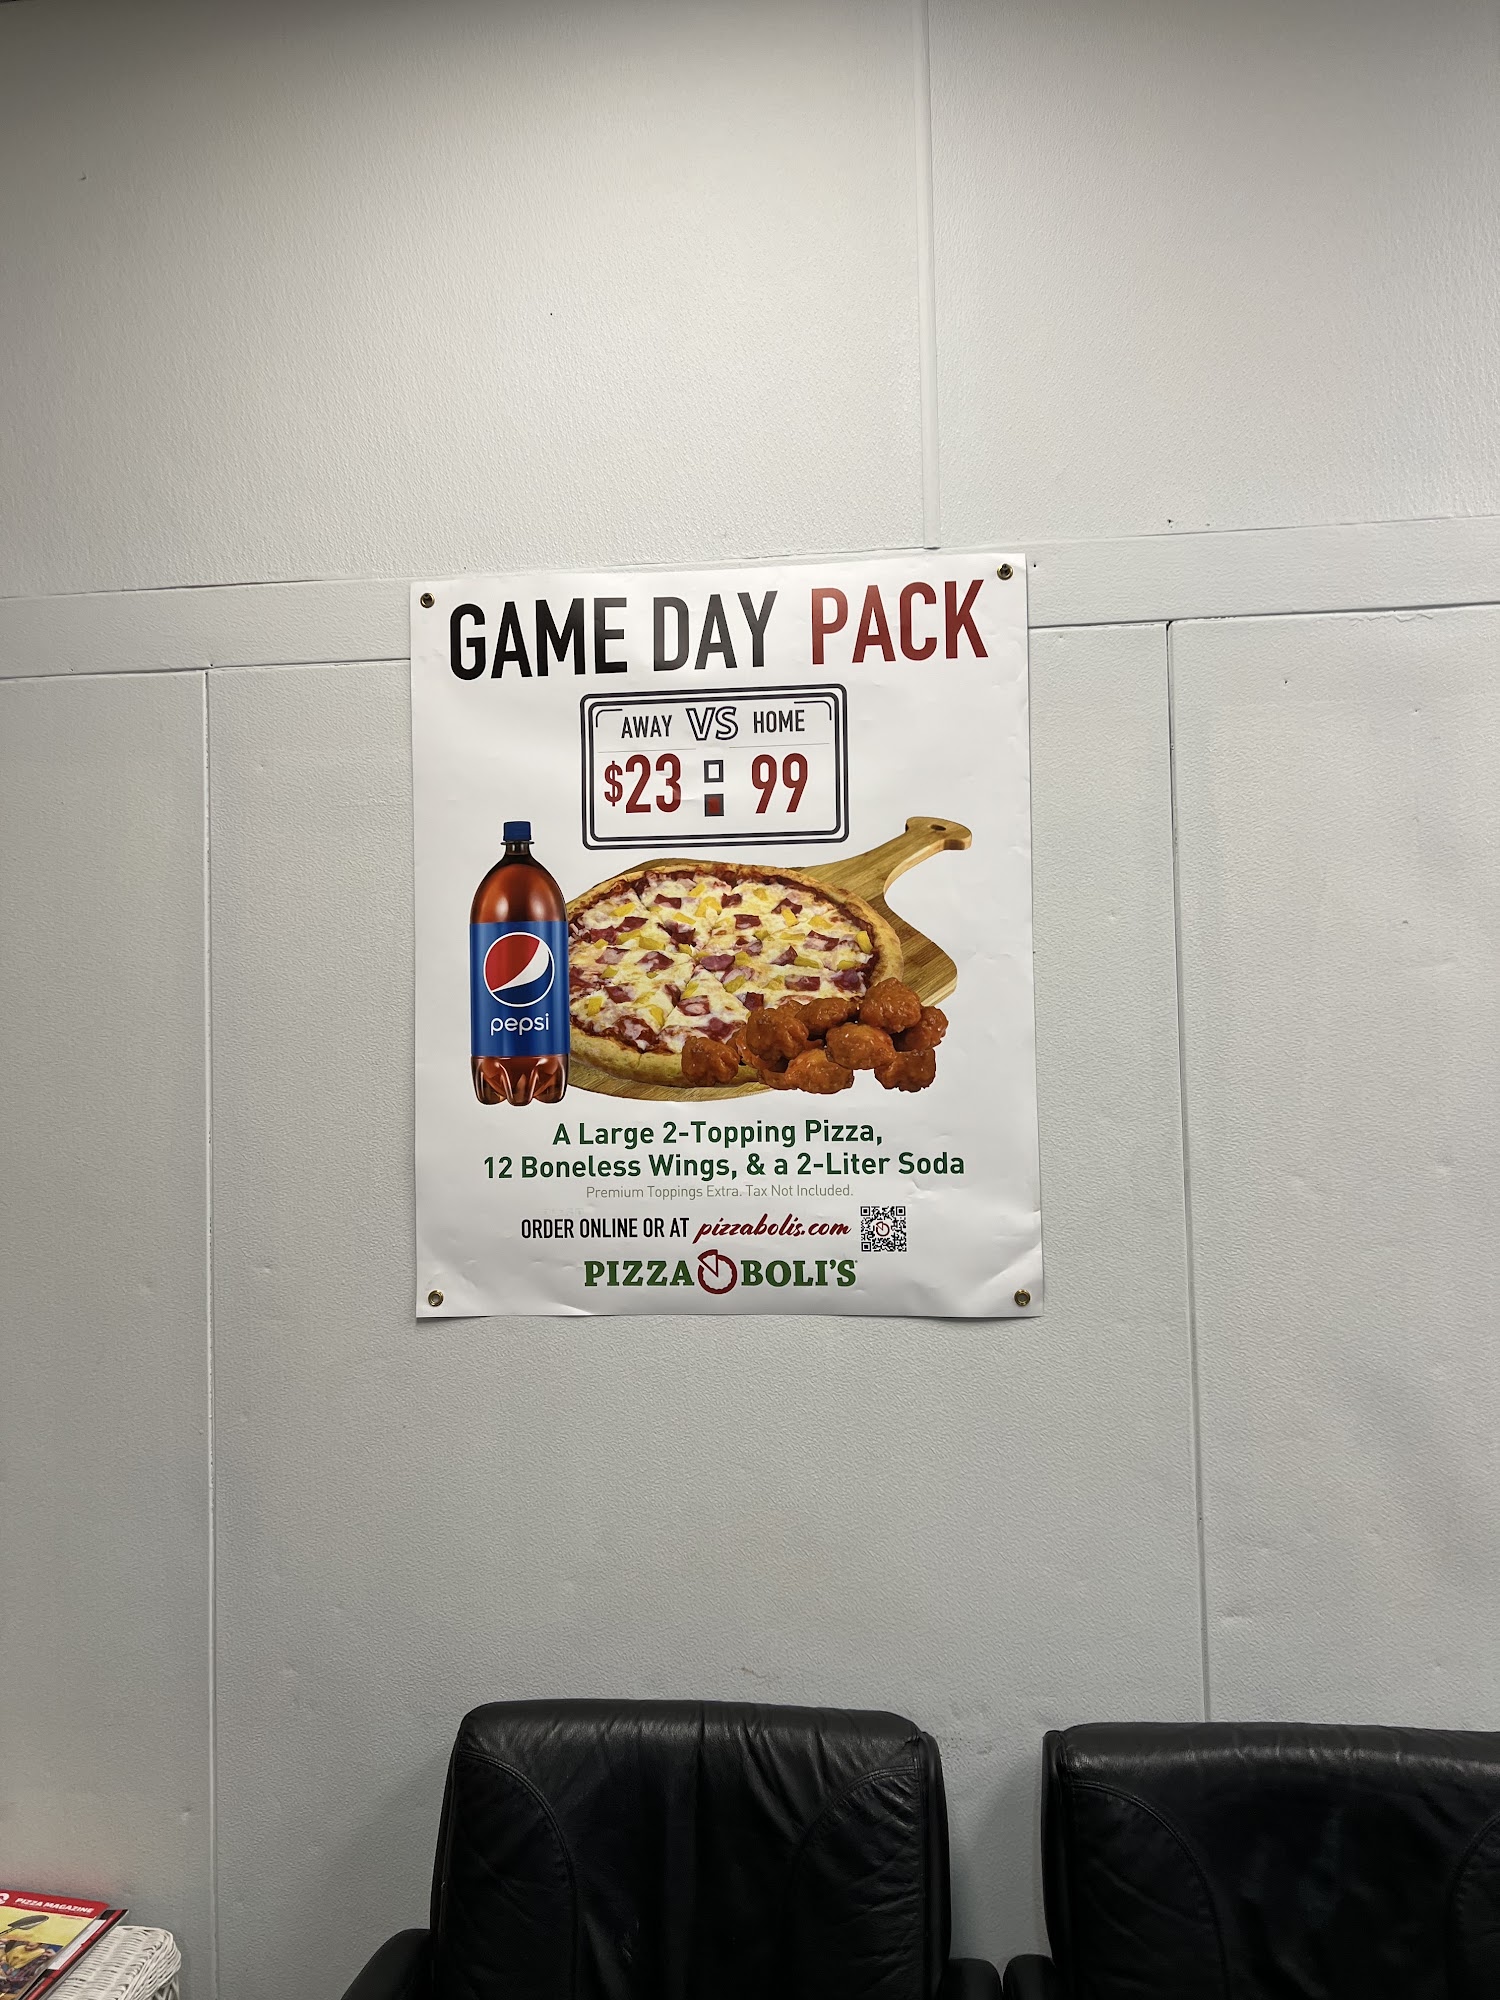 GAME DAY PACK
AWAY VS HOME
$23 : 99
pepsi
A Large 2-Topping Pizza,
12 Boneless Wings, & a 2-Liter Soda
Premium Toppings Extra. Tax Not Included.
ORDER ONLINE OR AT pizzabolis.com
PIZZA BOLI'S
PIZZA MAGAZINE